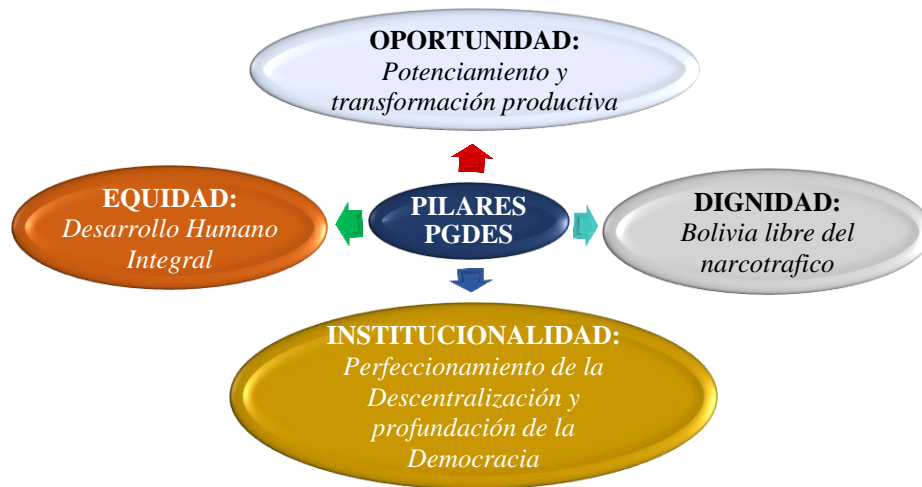 OPORTUNIDAD:
Potenciamiento y
transformación productiva
EQUIDAD:
Desarrollo Humano
Integral
PILARES
PGDES
DIGNIDAD:
Bolivia libre del
narcotrafico
INSTITUCIONALIDAD:
Perfeccionamiento de la
Descentralización y
profundación de la
Democracia